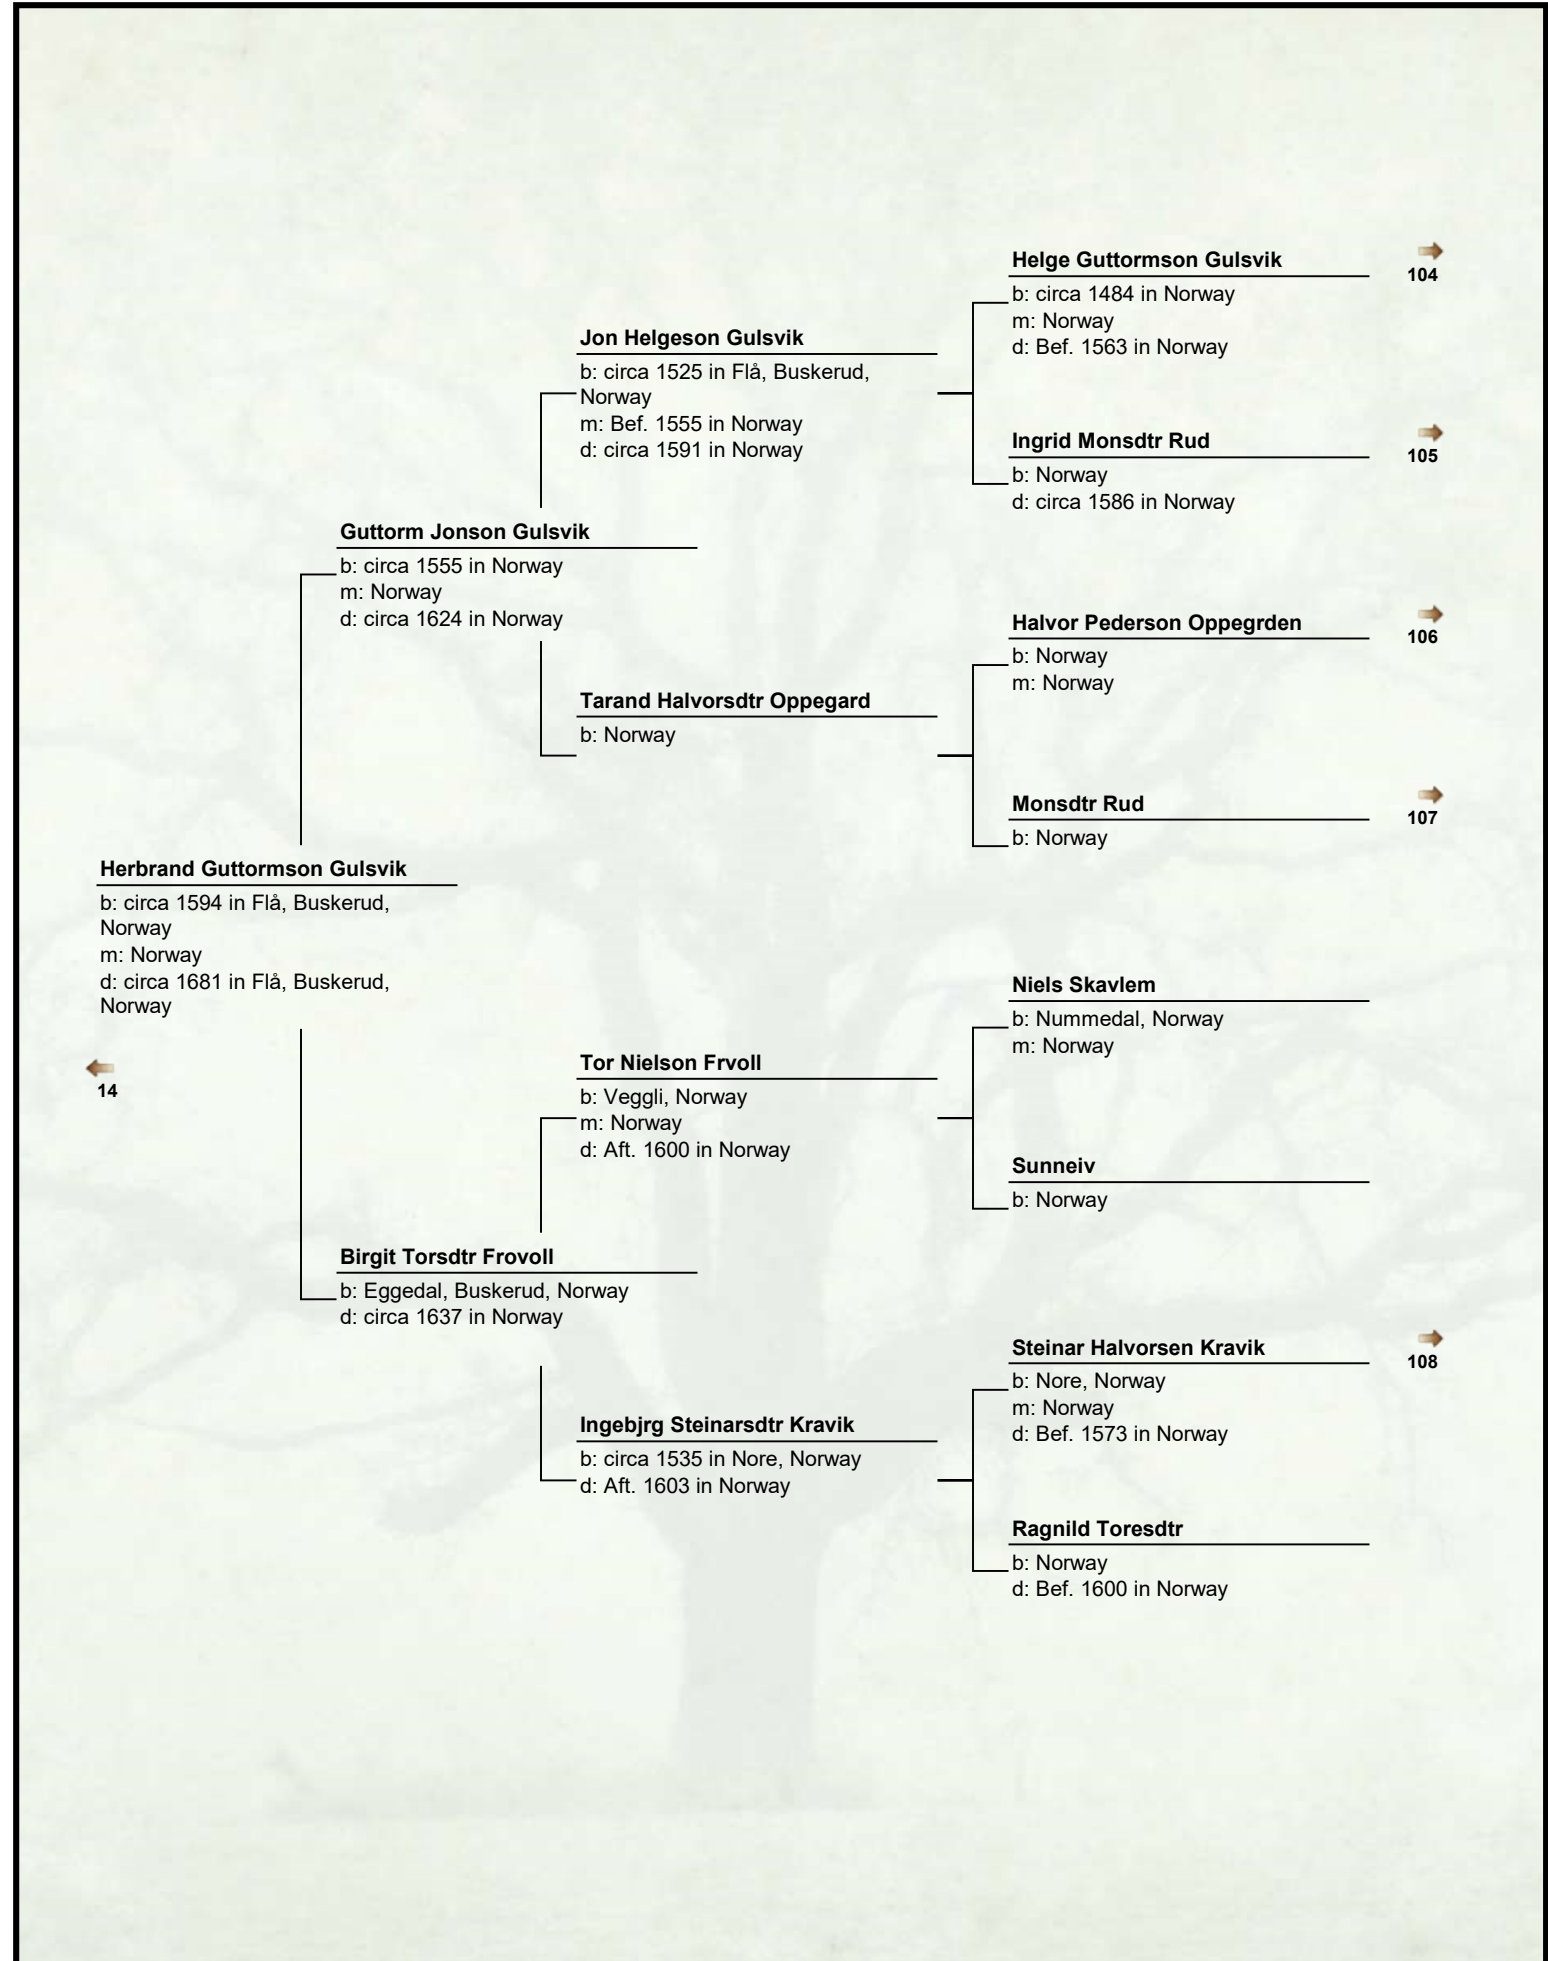 Helge Guttormson Gulsvik
104
b: circa 1484 in Norway
m: Norway
d: Bef. 1563 in Norway
Jon Helgeson Gulsvik
b: circa 1525 in Flå, Buskerud,
Norway
m: Bef. 1555 in Norway
d: circa 1591 in Norway
Ingrid Monsdtr Rud
105
b: Norway
d: circa 1586 in Norway
Guttorm Jonson Gulsvik
b: circa 1555 in Norway
m: Norway
d: circa 1624 in Norway
Halvor Pederson Oppegrden
106
b: Norway
m: Norway
Tarand Halvorsdtr Oppegard
b: Norway
Monsdtr Rud
107
b: Norway
Herbrand Guttormson Gulsvik
b: circa 1594 in Flå, Buskerud,
Norway
m: Norway
d: circa 1681 in Flå, Buskerud,
Norway
14
Niels Skavlem
b: Nummedal, Norway
m: Norway
Tor Nielson Frvoll
b: Veggli, Norway
m: Norway
d: Aft. 1600 in Norway
Sunneiv
b: Norway
Birgit Torsdtr Frovoll
b: Eggedal, Buskerud, Norway
d: circa 1637 in Norway
Steinar Halvorsen Kravik
108
b: Nore, Norway
m: Norway
d: Bef. 1573 in Norway
Ingebjrg Steinarsdtr Kravik
b: circa 1535 in Nore, Norway
d: Aft. 1603 in Norway
Ragnild Toresdtr
b: Norway
d: Bef. 1600 in Norway